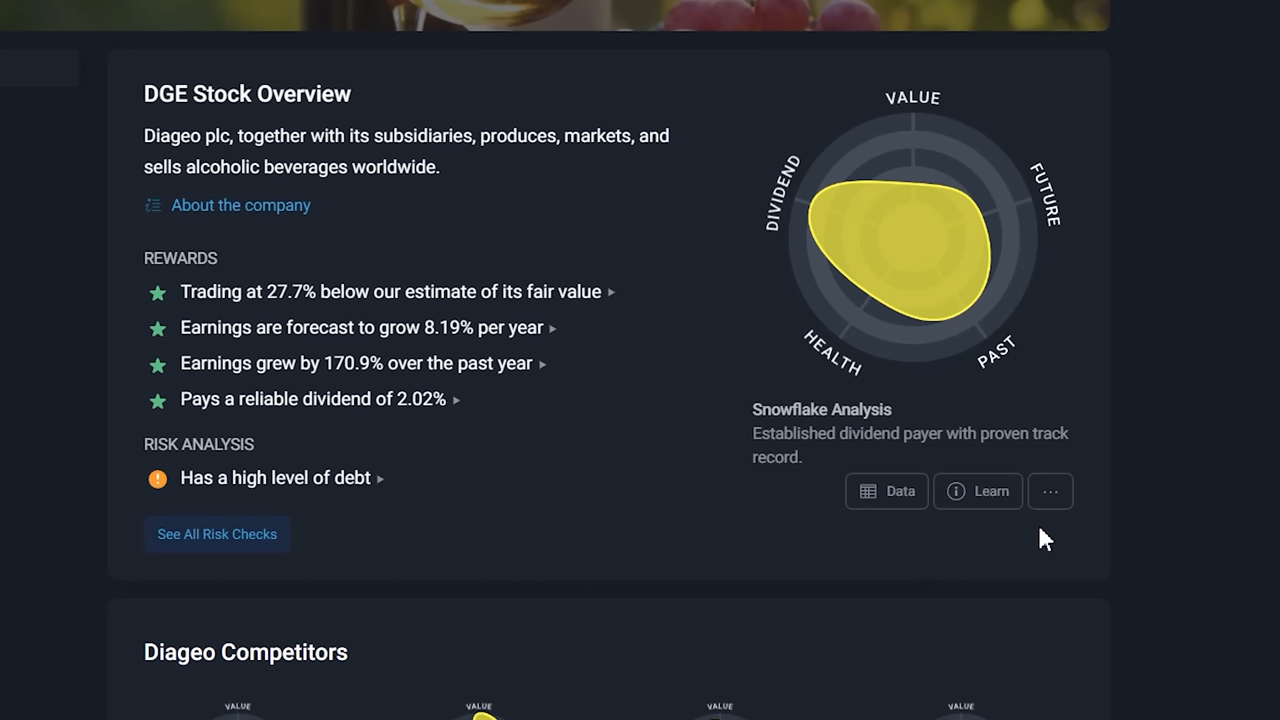 DGE Stock Overview
Diageo plc, together with its subsidiaries, produces, markets, and
sells alcoholic beverages worldwide.
About the company
REWARDS
Trading at 27.7% below our estimate of its fair value
Earnings are forecast to grow 8.19% per year
Earnings grew by 170.9% over the past year
Pays a reliable dividend of 2.02%
RISK ANALYSIS
Has a high level of debt
See All Risk Checks
VALUE
FUTURE
PAST
HEALTH
DIVIDEND
Snowflake Analysis
Established dividend payer with proven track
record.
Data
Learn
...
Diageo Competitors
VALUE
VALUE
VALUE
VALUE